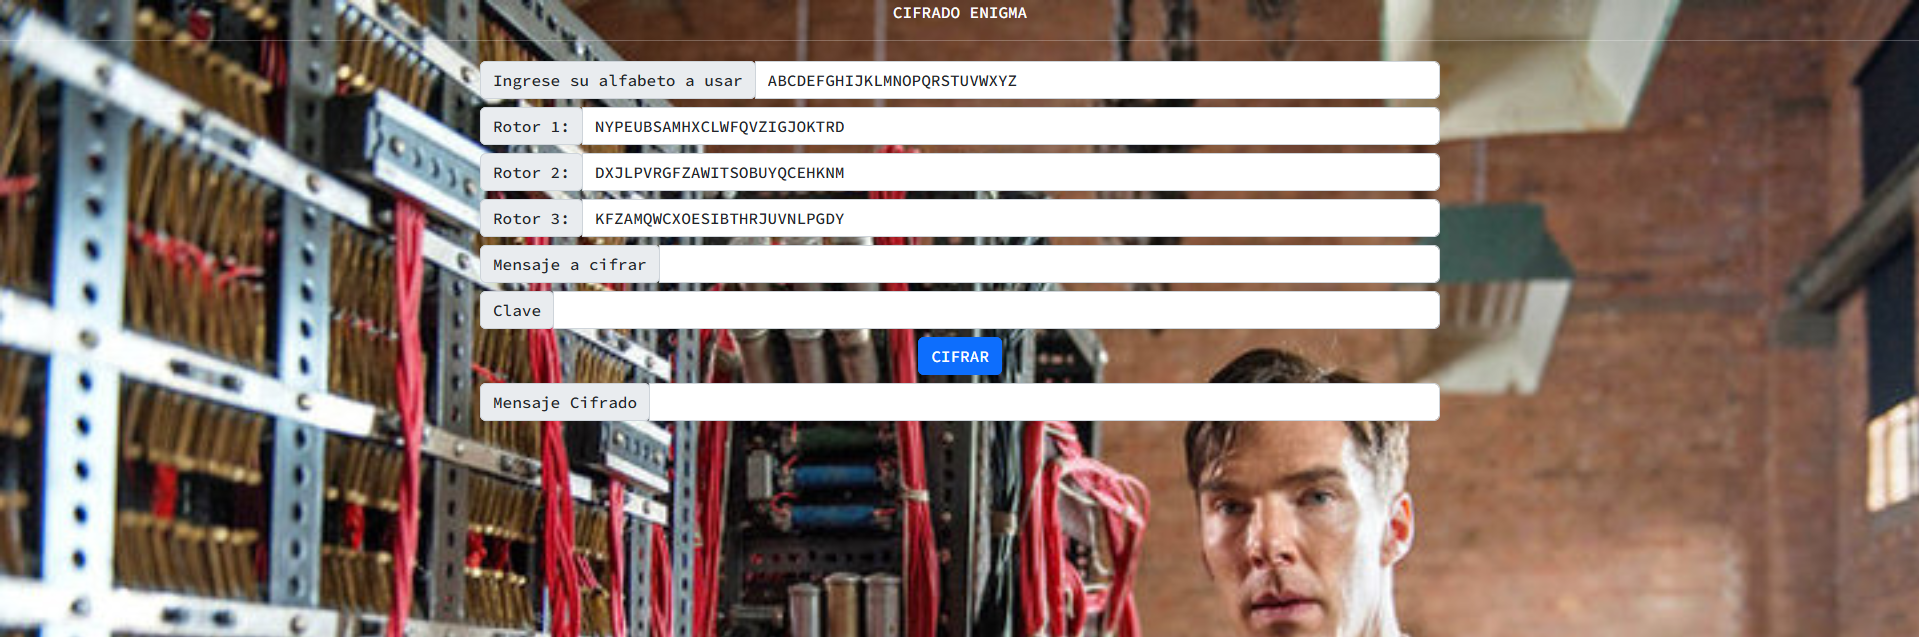 CIFRADO ENIGMA
Ingrese su alfabeto a usar ABCDEFGHIJKLMNOPQRSTUVWXYZ
Rotor 1: NYPEUBSAMHXCLWFQVZIGJOKTRD
Rotor 2: DXJLPVRGFZAWITSOBUYQCEHKNM
Rotor 3: KFZAMQWCXOESIBTHRJUVNLPGDY
Mensaje a cifrar
Clave
CIFRAR
Mensaje Cifrado